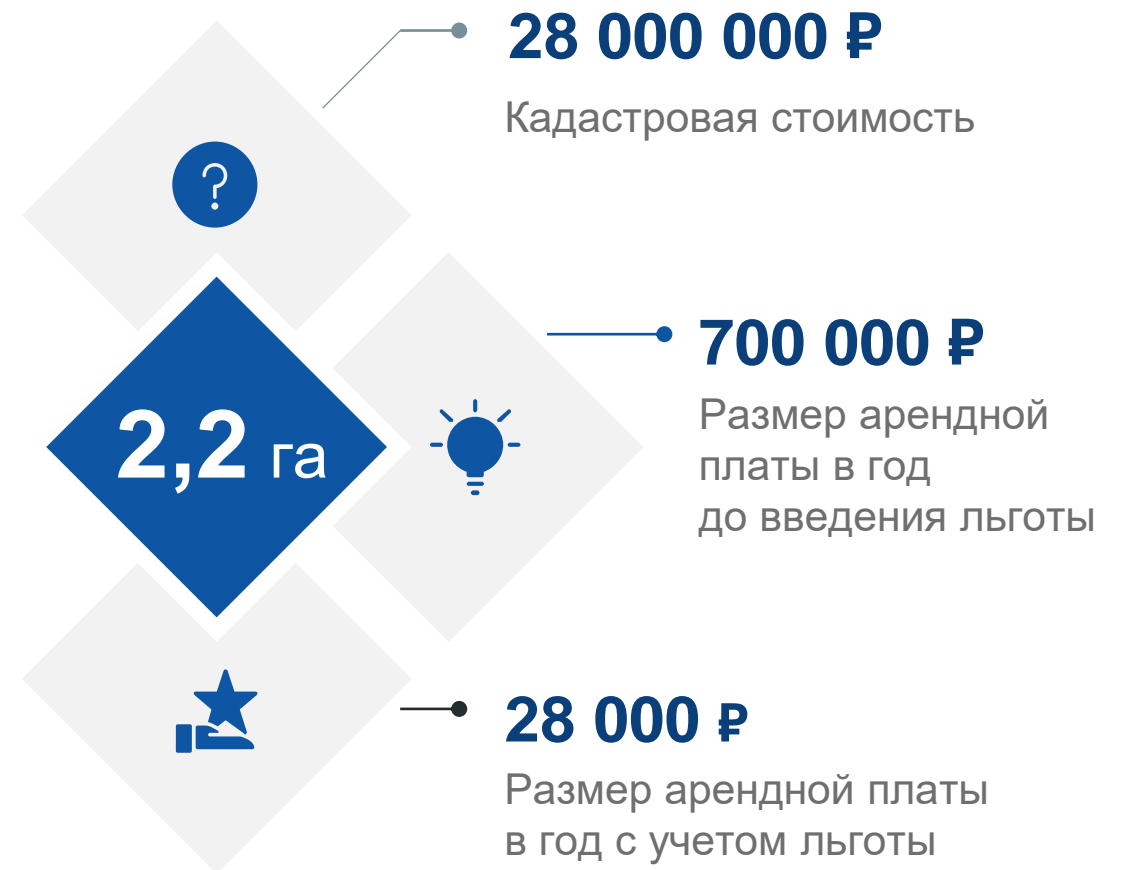 28 000 000 ₽
Кадастровая стоимость
?
2,2 га
700 000 ₽
Размер арендной
платы в год
до введения льготы
28 000 ₽
Размер арендной платы
в год с учетом льготы